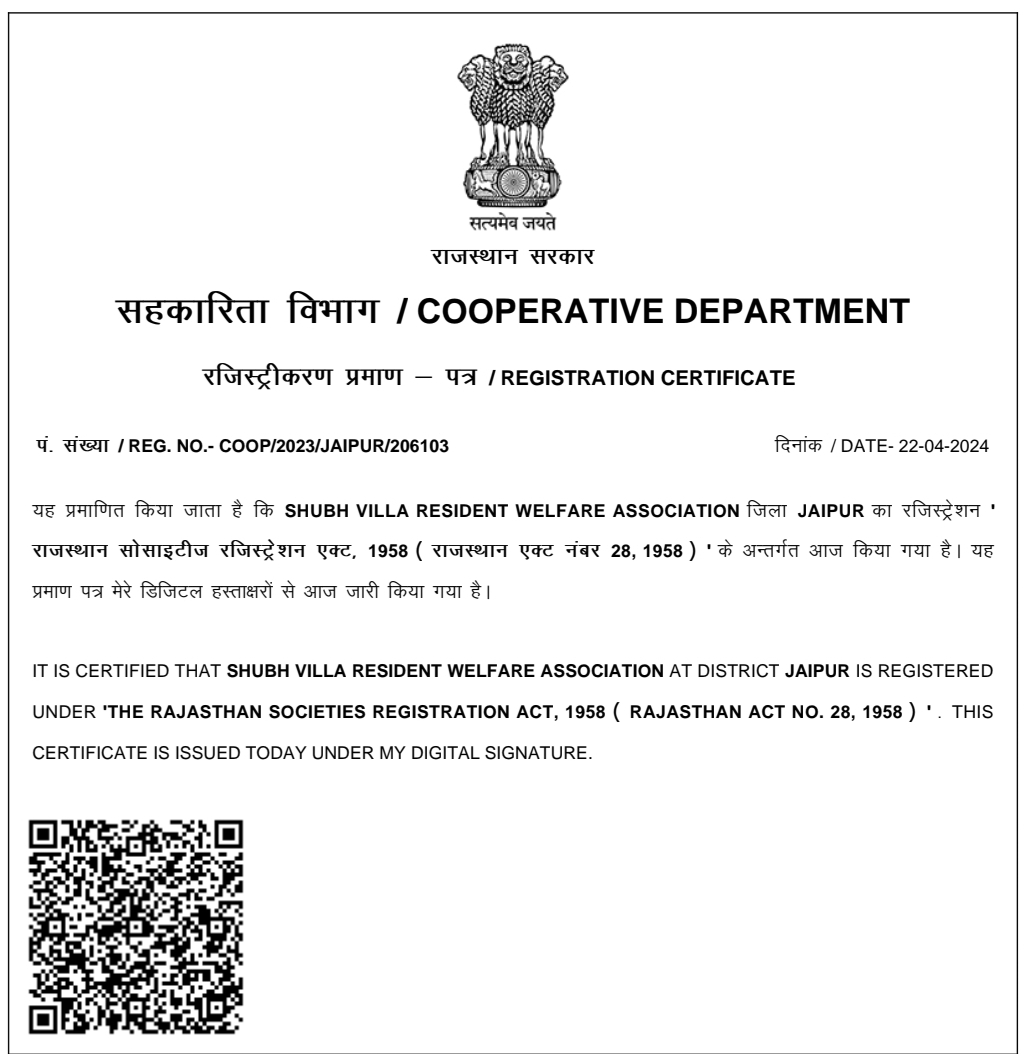 सत्यमेव जयते
राजस्थान सरकार
सहकारिता विभाग / COOPERATIVE DEPARTMENT
रजिस्ट्रीकरण प्रमाण – पत्र / REGISTRATION CERTIFICATE
पं. संख्या / REG. NO.- COOP/2023/JAIPUR/206103 दिनांक / DATE- 22-04-2024
यह प्रमाणित किया जाता है कि SHUBH VILLA RESIDENT WELFARE ASSOCIATION जिला JAIPUR का रजिस्ट्रेशन '
राजस्थान सोसाइटीज रजिस्ट्रेशन एक्ट, 1958 ( राजस्थान एक्ट नंबर 28, 1958 ) ' के अन्तर्गत आज किया गया है। यह
प्रमाण पत्र मेरे डिजिटल हस्ताक्षरों से आज जारी किया गया है।
IT IS CERTIFIED THAT SHUBH VILLA RESIDENT WELFARE ASSOCIATION AT DISTRICT JAIPUR IS REGISTERED
UNDER 'THE RAJASTHAN SOCIETIES REGISTRATION ACT, 1958 ( RAJASTHAN ACT NO. 28, 1958 ) ' . THIS
CERTIFICATE IS ISSUED TODAY UNDER MY DIGITAL SIGNATURE.